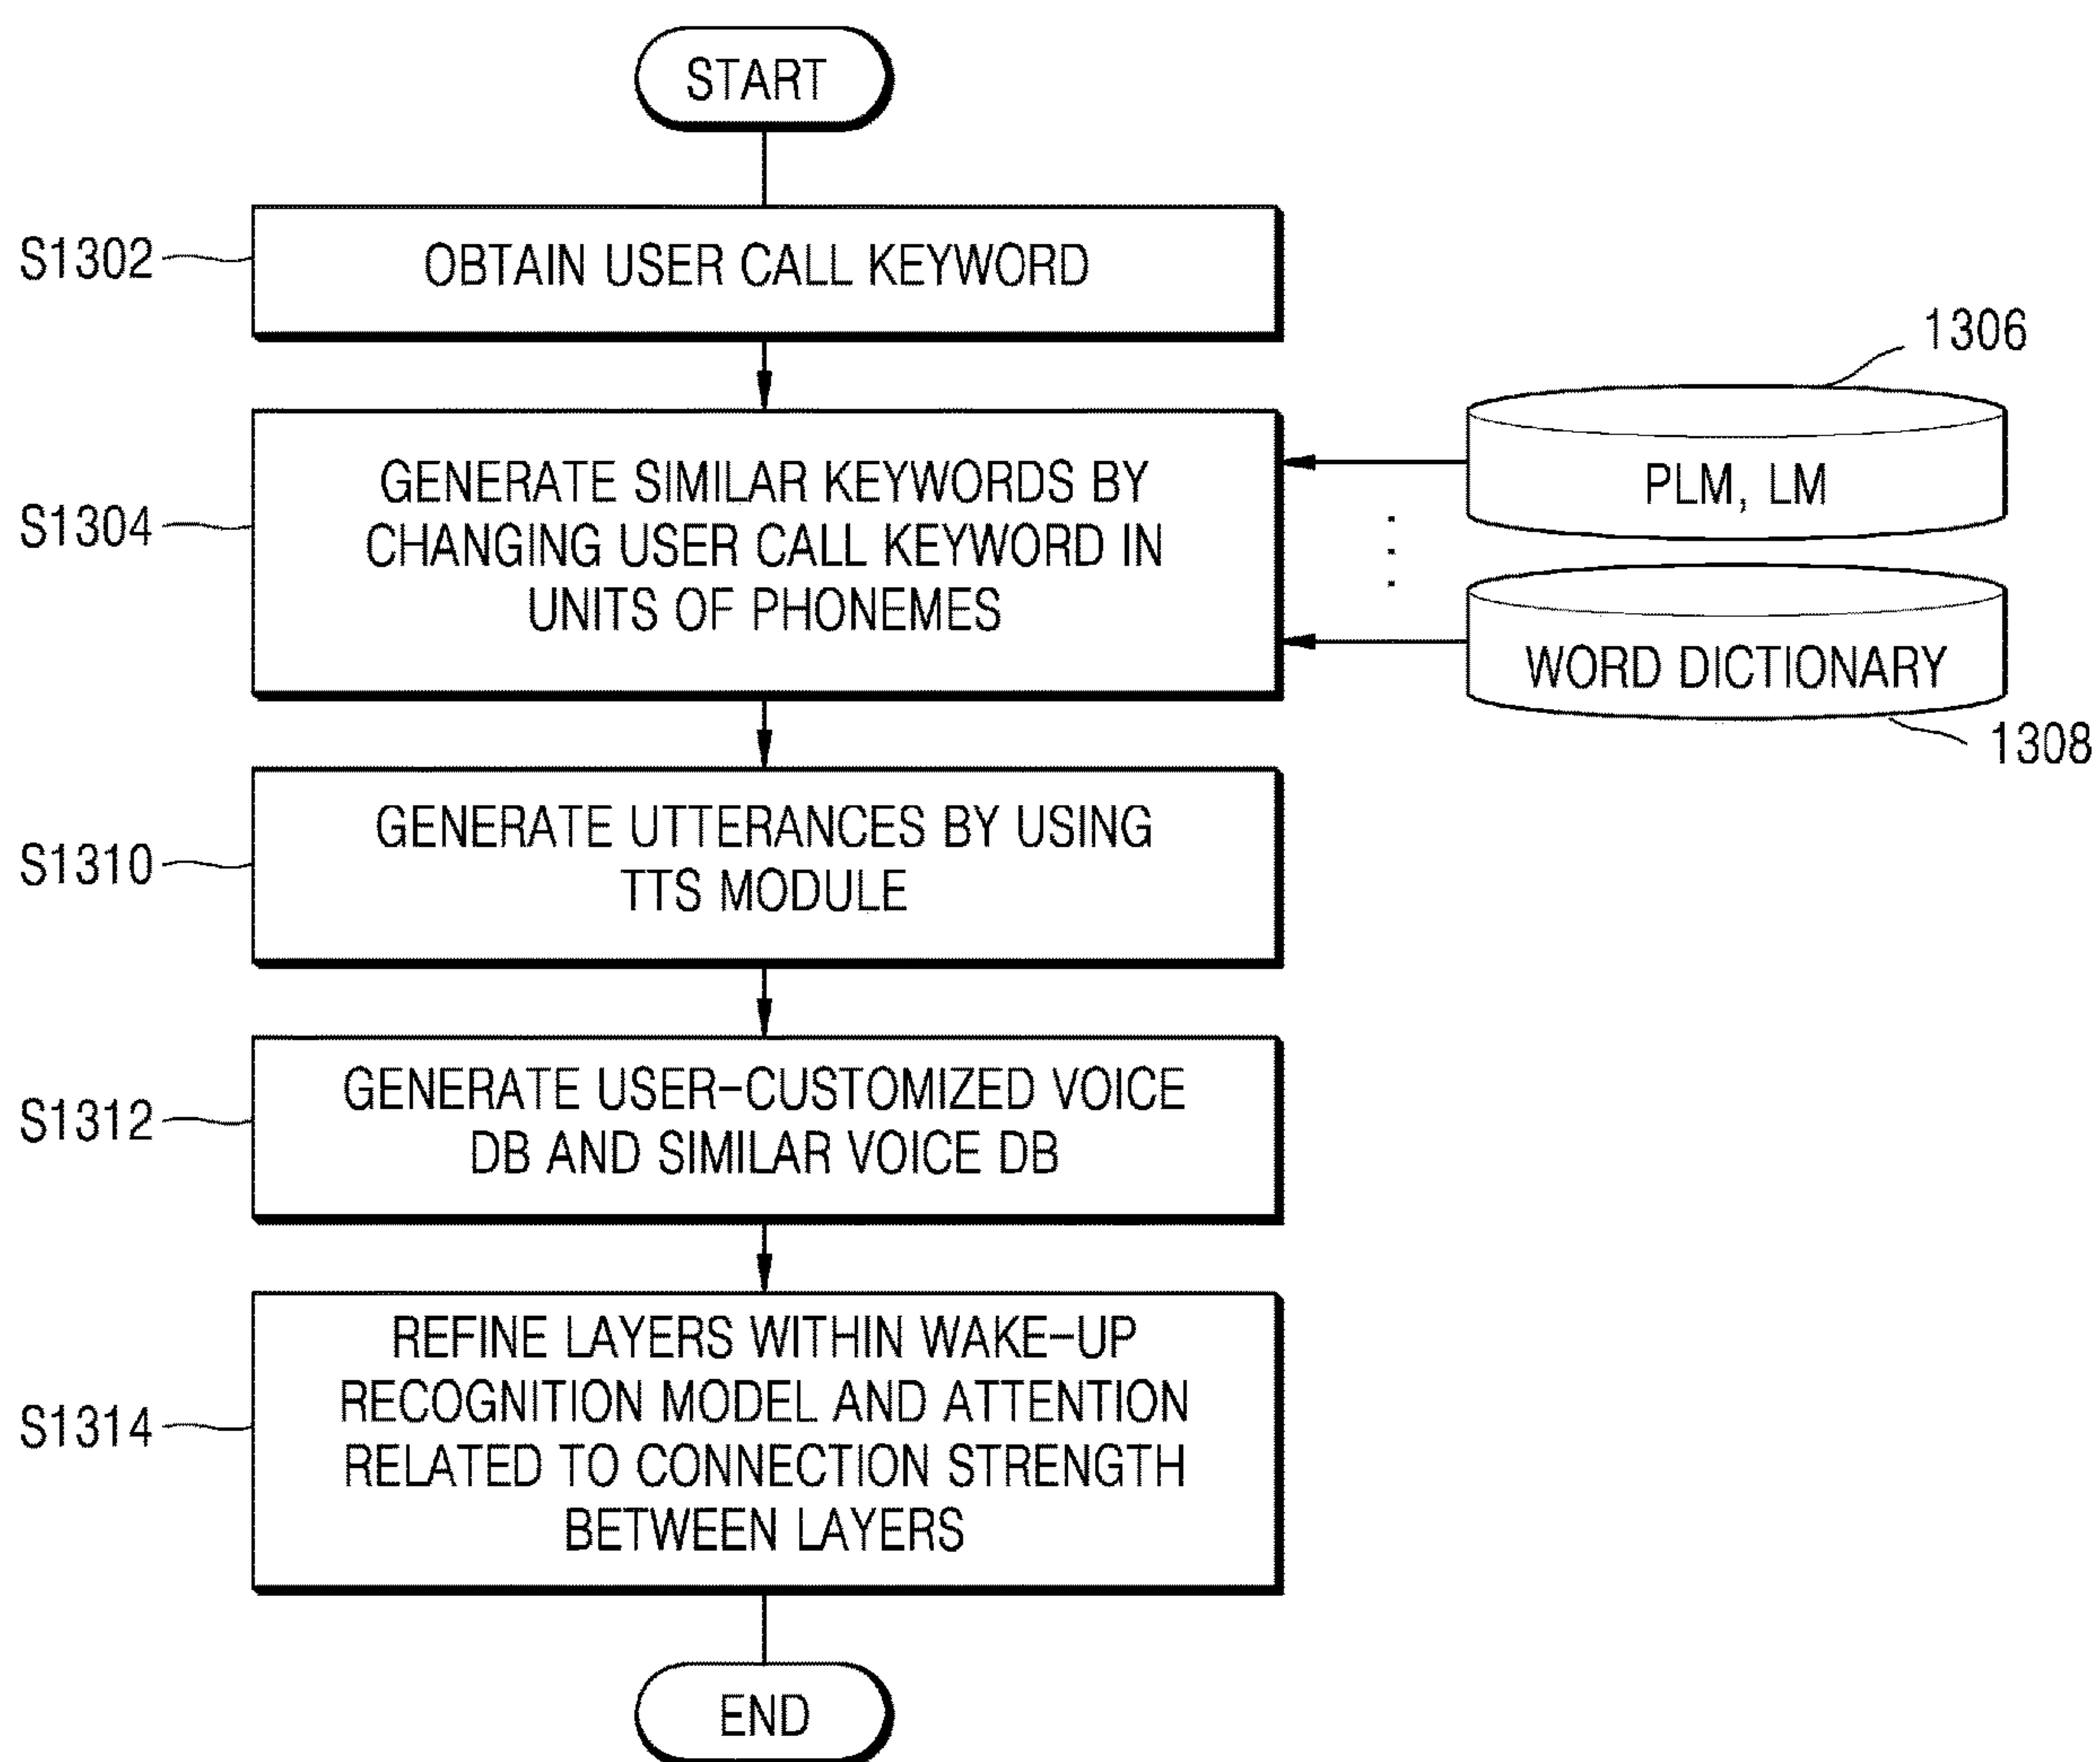 START
S1302
OBTAIN USER CALL KEYWORD
1306
S1304
GENERATE SIMILAR KEYWORDS BY
CHANGING USER CALL KEYWORD IN
UNITS OF PHONEMES
PLM, LM
WORD DICTIONARY
1308
S1310
GENERATE UTTERANCES BY USING
TTS MODULE
S1312
GENERATE USER-CUSTOMIZED VOICE
DB AND SIMILAR VOICE DB
S1314
REFINE LAYERS WITHIN WAKE-UP
RECOGNITION MODEL AND ATTENTION
RELATED TO CONNECTION STRENGTH
BETWEEN LAYERS
END